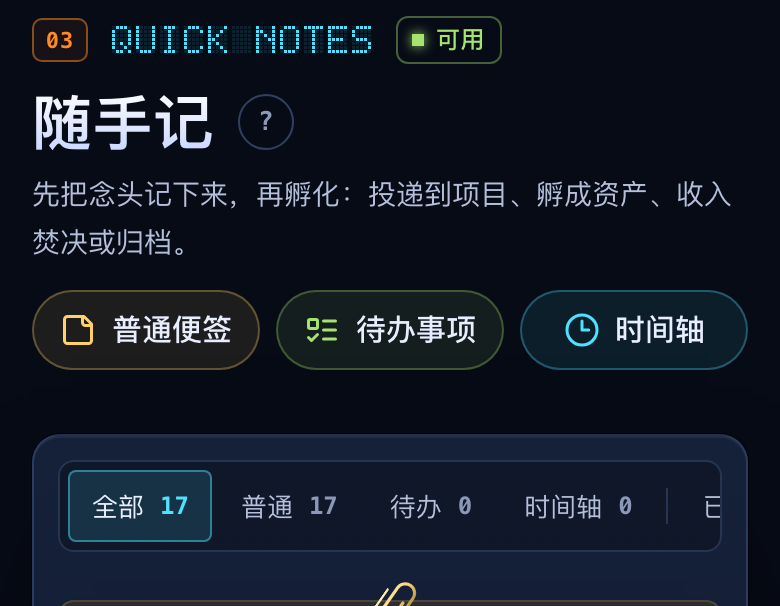 03 QUICK NOTES 可用
随手记 ?
先把念头记下来，再孵化：投递到项目、孵成资产、收入
焚决或归档。
普通便签 待办事项 时间轴
全部 17 普通 17 待办 0 时间轴 0